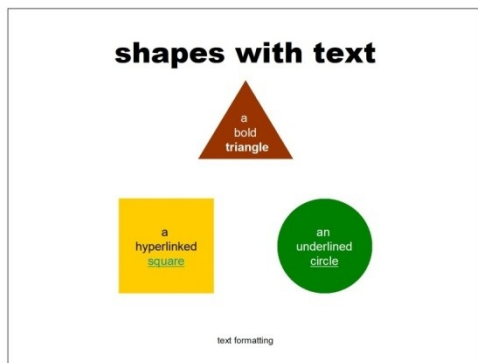 shapes with text
a
bold
triangle
a
hyperlinked
square
an
underlined
circle
text formatting